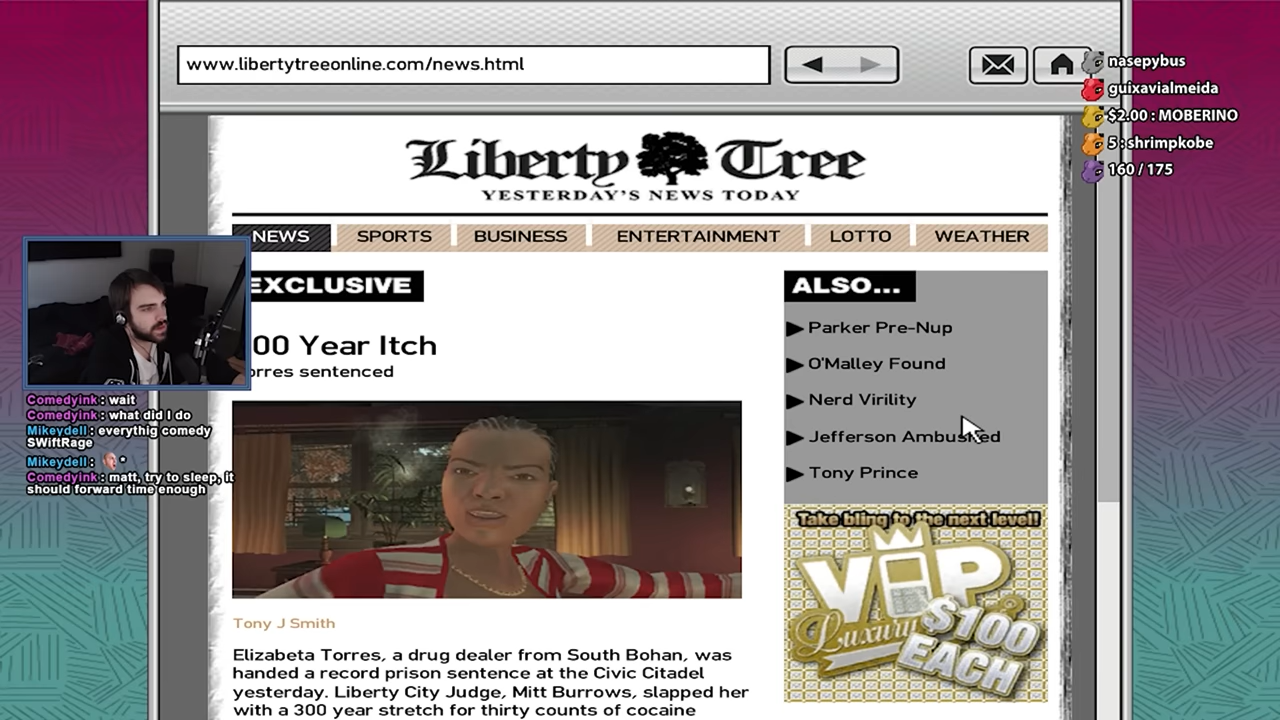 www.libertytreeonline.com/news.html
nasepybus
guixavialmeida
$2.00 : MOBERINO
5 : shrimpkobe
160 / 175
Liberty Tree
YESTERDAY'S NEWS TODAY
NEWS SPORTS BUSINESS ENTERTAINMENT LOTTO WEATHER
EXCLUSIVE
00 Year Itch
orres sentenced
ALSO...
Parker Pre-Nup
O'Malley Found
Nerd Virility
Jefferson Ambushed
Tony Prince
Comedyink : wait
Comedyink : what did I do
Mikeydell : everythig comedy
SWiftRage
Mikeydell : *
Comedyink : matt, try to sleep, it
should forward time enough
Take bling to the next level!
VIP
Luxury
$100
EACH
Tony J Smith
Elizabeta Torres, a drug dealer from South Bohan, was
handed a record prison sentence at the Civic Citadel
yesterday. Liberty City Judge, Mitt Burrows, slapped her
with a 300 year stretch for thirty counts of cocaine